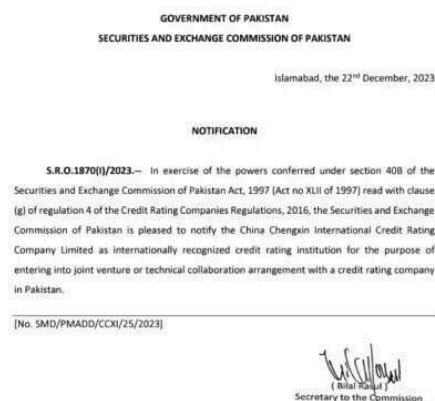 GOVERNMENT OF PAKISTAN
SECURITIES AND EXCHANGE COMMISSION OF PAKISTAN
Islamabad, the 22nd December, 2023
NOTIFICATION
S.R.O.1870(I)/2023.-- In exercise of the powers conferred under section 40B of the
Securities and Exchange Commission of Pakistan Act, 1997 (Act no XLII of 1997) read with clause
(g) of regulation 4 of the Credit Rating Companies Regulations, 2016, the Securities and Exchange
Commission of Pakistan is pleased to notify the China Chengxin International Credit Rating
Company Limited as internationally recognized credit rating institution for the purpose of
entering into joint venture or technical collaboration arrangement with a credit rating company
in Pakistan.
[No. SMD/PMADD/CCXI/25/2023]
( Bilal Rasul )
Secretary to the Commission